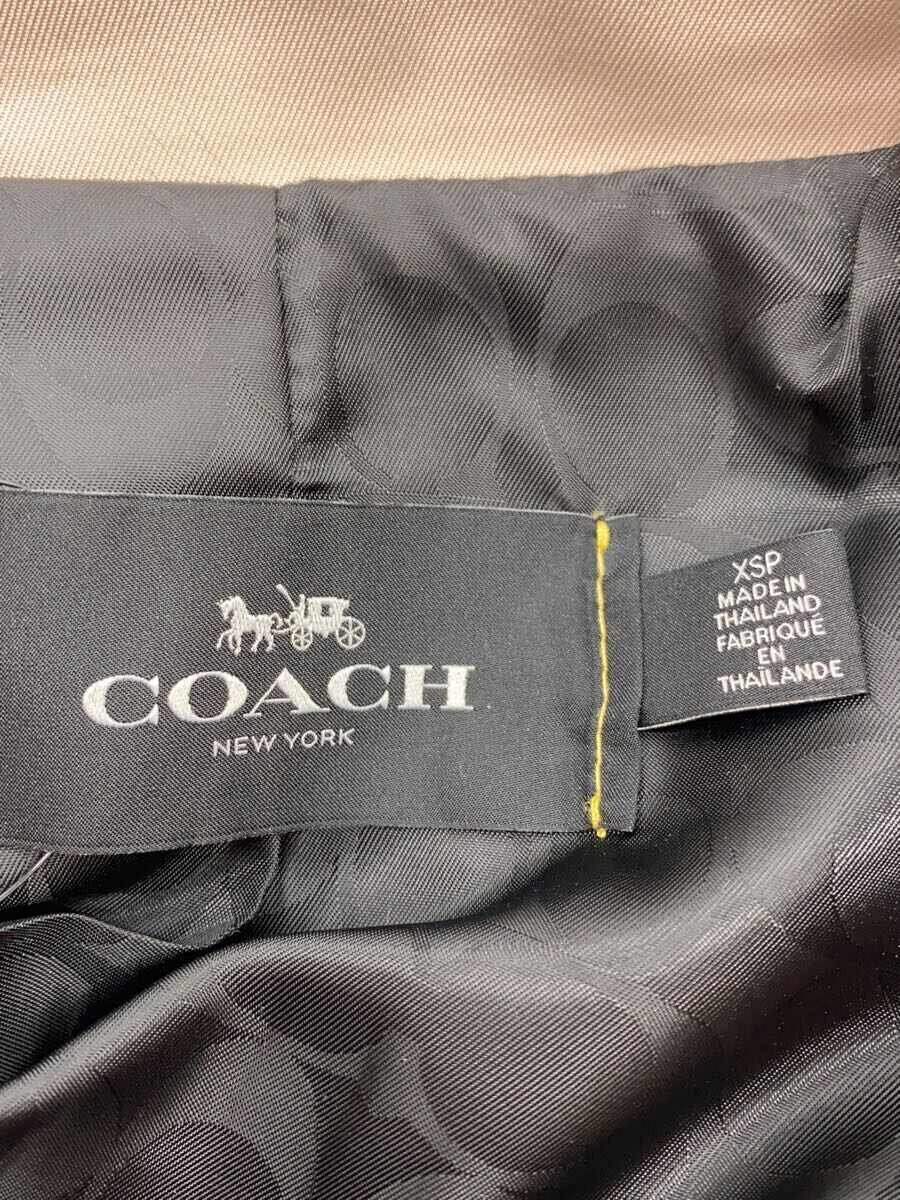 COACH
NEW YORK
XSP
MADE IN
THAILAND
FABRIQUÉ
EN
THAÏLANDE